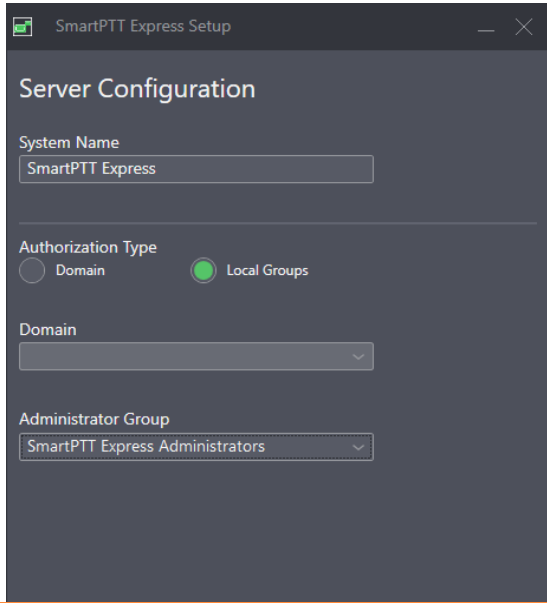 SmartPTT Express Setup
Server Configuration
System Name
SmartPTT Express
Authorization Type
Domain Local Groups
Domain
Administrator Group
SmartPTT Express Administrators